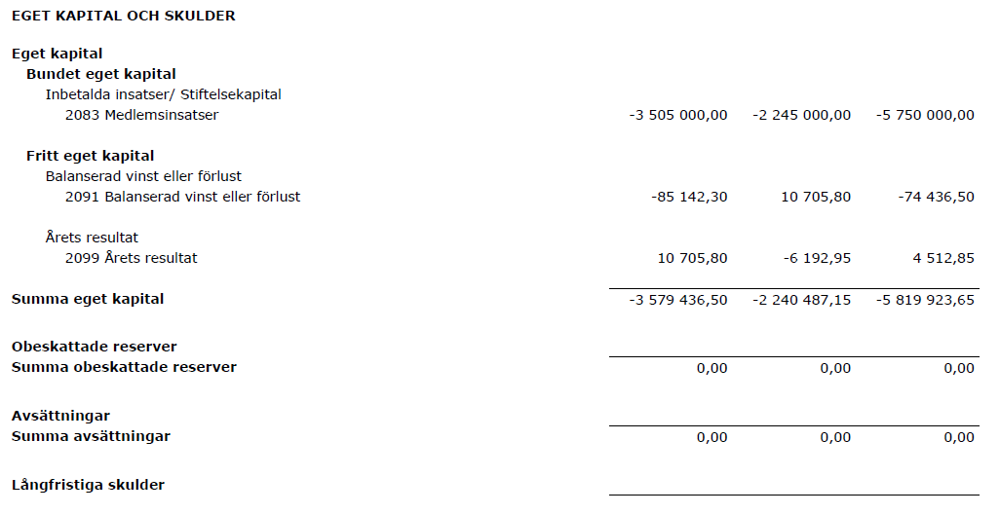 EGET KAPITAL OCH SKULDER
Eget kapital
Bundet eget kapital
Inbetalda insatser/ Stiftelsekapital
2083 Medlemsinsatser -3 505 000,00 -2 245 000,00 -5 750 000,00
Fritt eget kapital
Balanserad vinst eller förlust
2091 Balanserad vinst eller förlust -85 142,30 10 705,80 -74 436,50
Årets resultat
2099 Årets resultat 10 705,80 -6 192,95 4 512,85
Summa eget kapital -3 579 436,50 -2 240 487,15 -5 819 923,65
Obeskattade reserver
Summa obeskattade reserver 0,00 0,00 0,00
Avsättningar
Summa avsättningar 0,00 0,00 0,00
Långfristiga skulder